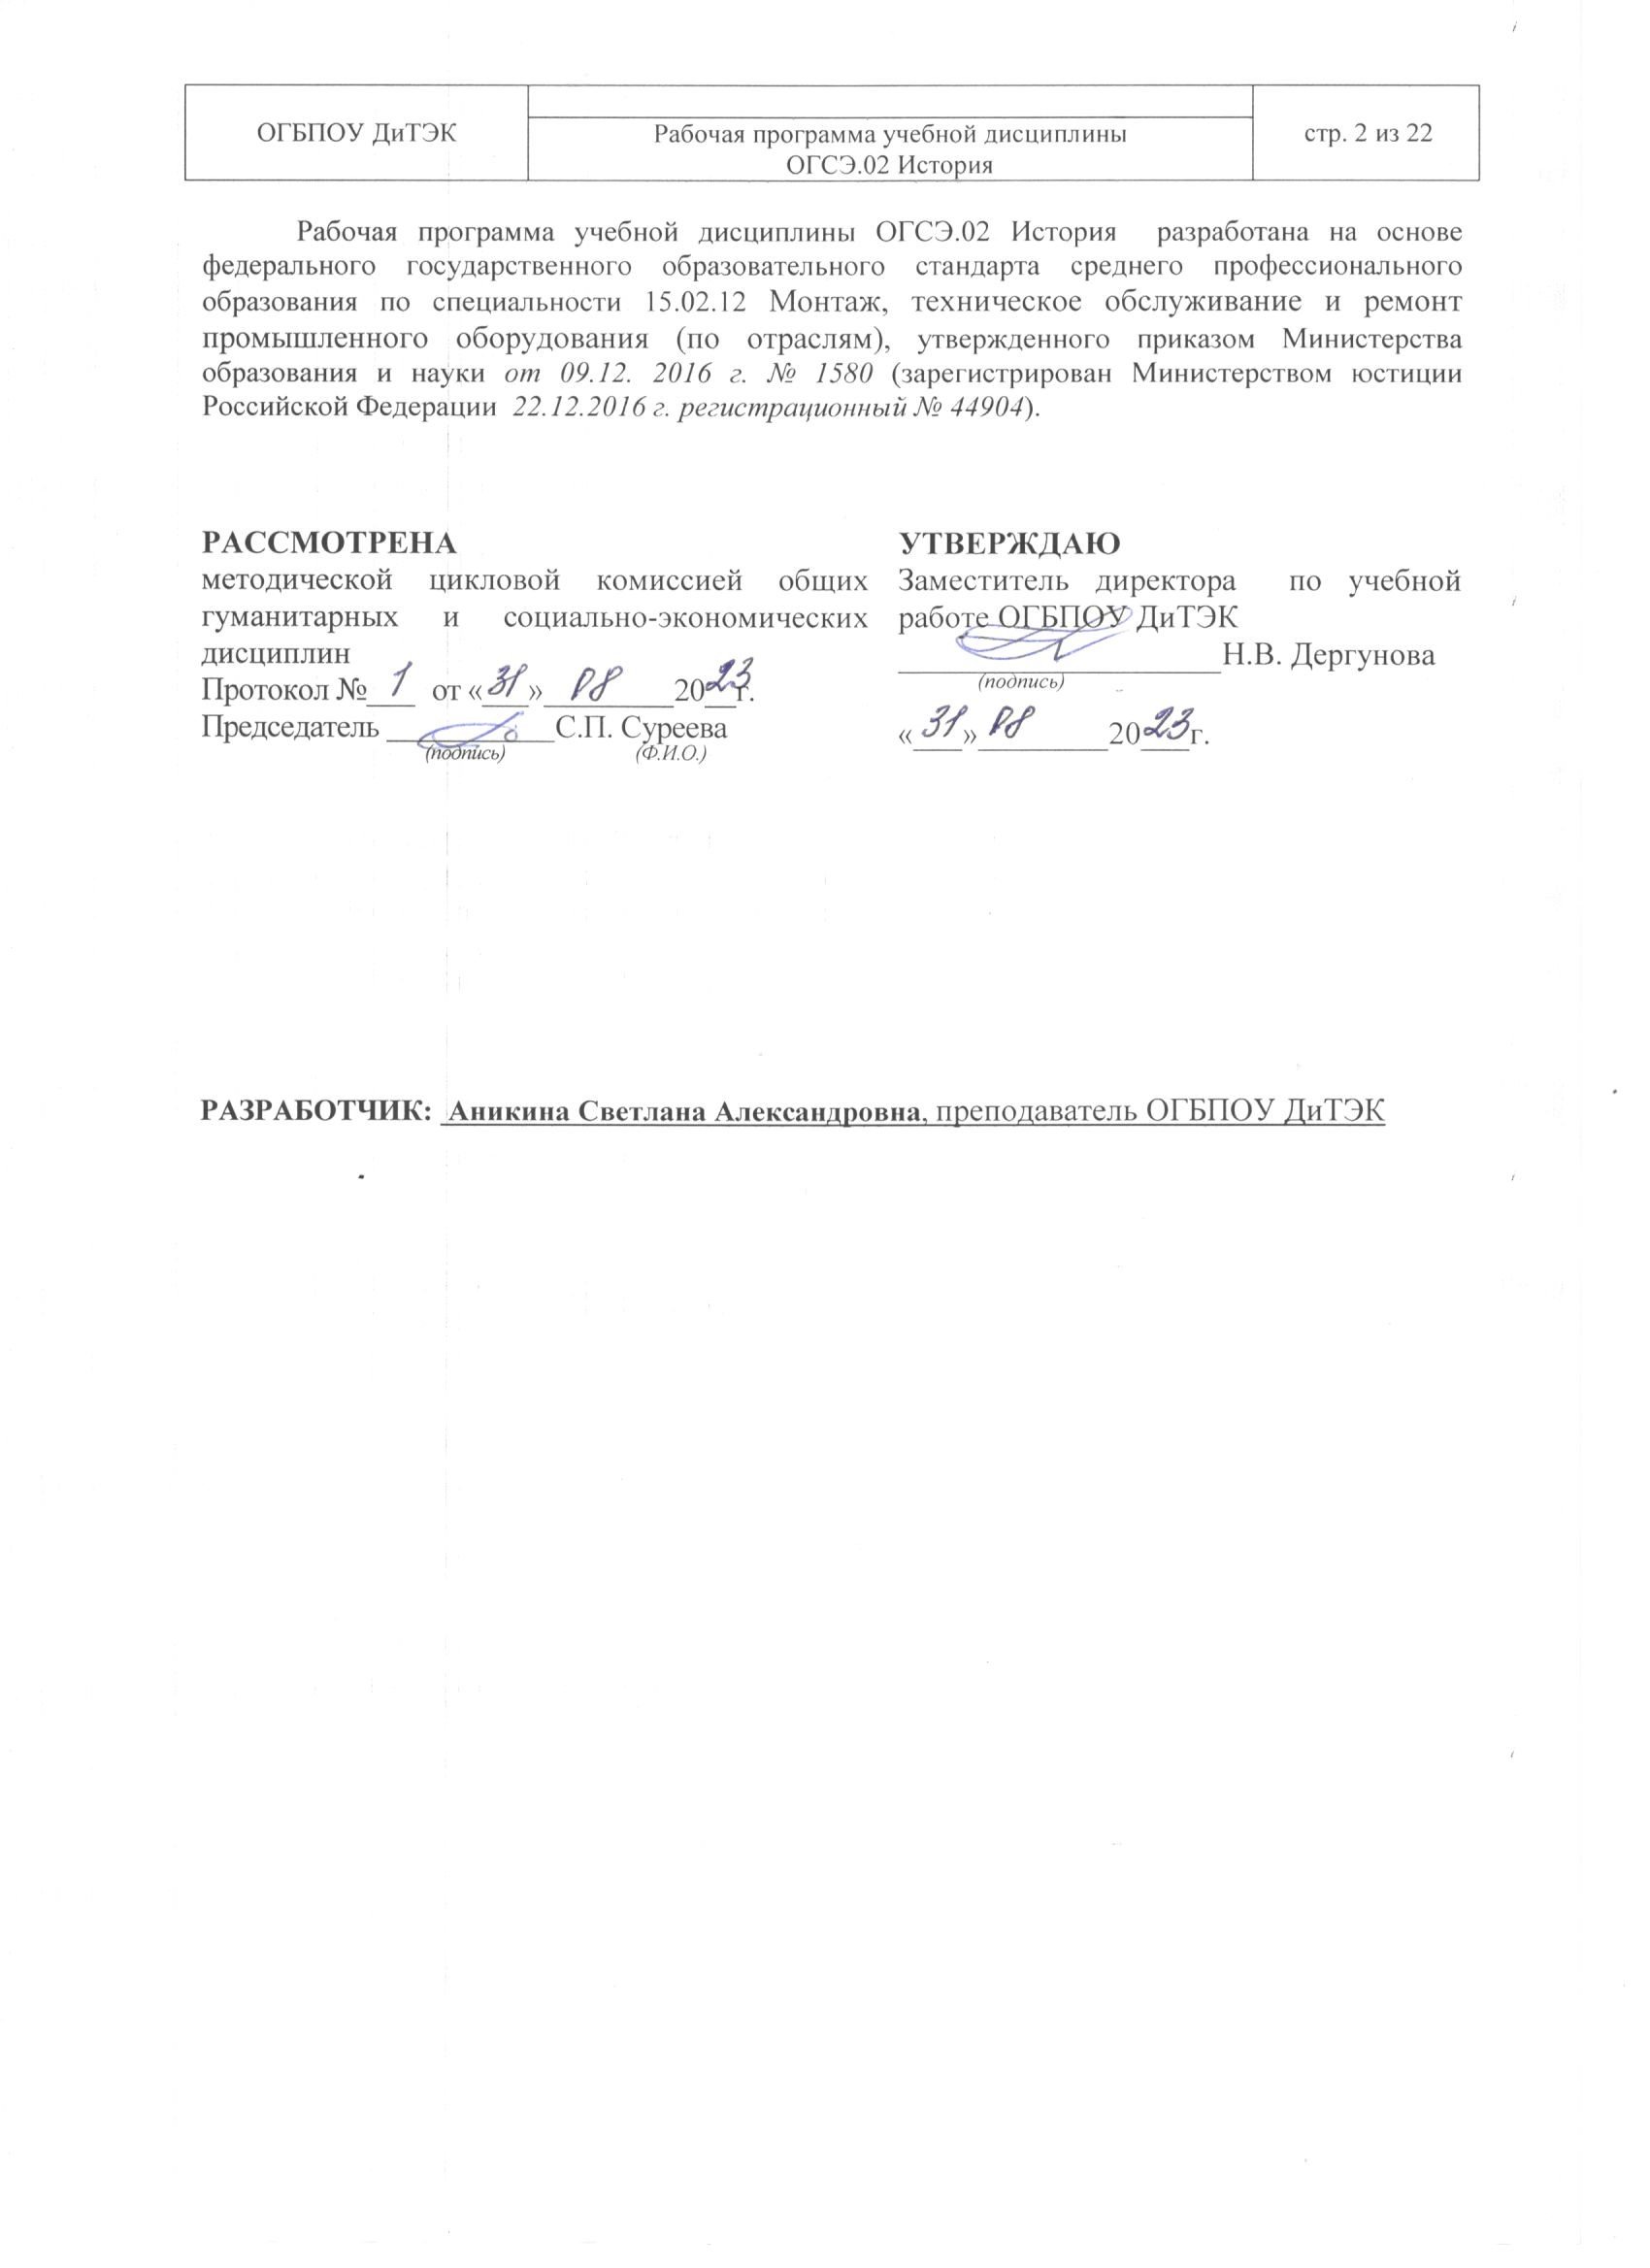 ОГБПОУ ДиТЭК
Рабочая программа учебной дисциплины
ОГСЭ.02 История
стр. 2 из 22
Рабочая программа учебной дисциплины ОГСЭ.02 История разработана на основе
федерального государственного образовательного стандарта среднего профессионального
образования по специальности 15.02.12 Монтаж, техническое обслуживание и ремонт
промышленного оборудования (по отраслям), утвержденного приказом Министерства
образования и науки от 09.12. 2016 г. № 1580 (зарегистрирован Министерством юстиции
Российской Федерации 22.12.2016 г. регистрационный № 44904).
РАССМОТРЕНА
методической цикловой комиссией общих
гуманитарных и социально-экономических
дисциплин
Протокол № 1 от «31» 08 2023г.
Председатель ____________С.П. Суреева
(подпись) (Ф.И.О.)
УТВЕРЖДАЮ
Заместитель директора по учебной
работе ОГБПОУ ДиТЭК
____________________Н.В. Дергунова
(подпись)
«31» 08 2023г.
РАЗРАБОТЧИК: Аникина Светлана Александровна, преподаватель ОГБПОУ ДиТЭК